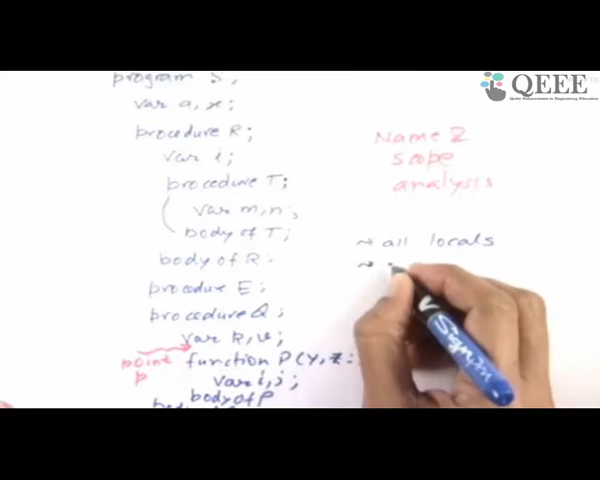 QEEE
Quality Enhancement in Engineering Education
program S;
var a, x;
procedure R;
var i;
procedure T;
var m, n;
body of T;
body of R
procedure E;
procedure Q;
var R, v;
point
p
function P (Y, z:
var i, j;
body of P
Name &
scope
analysis
~ all locals
~
Sign